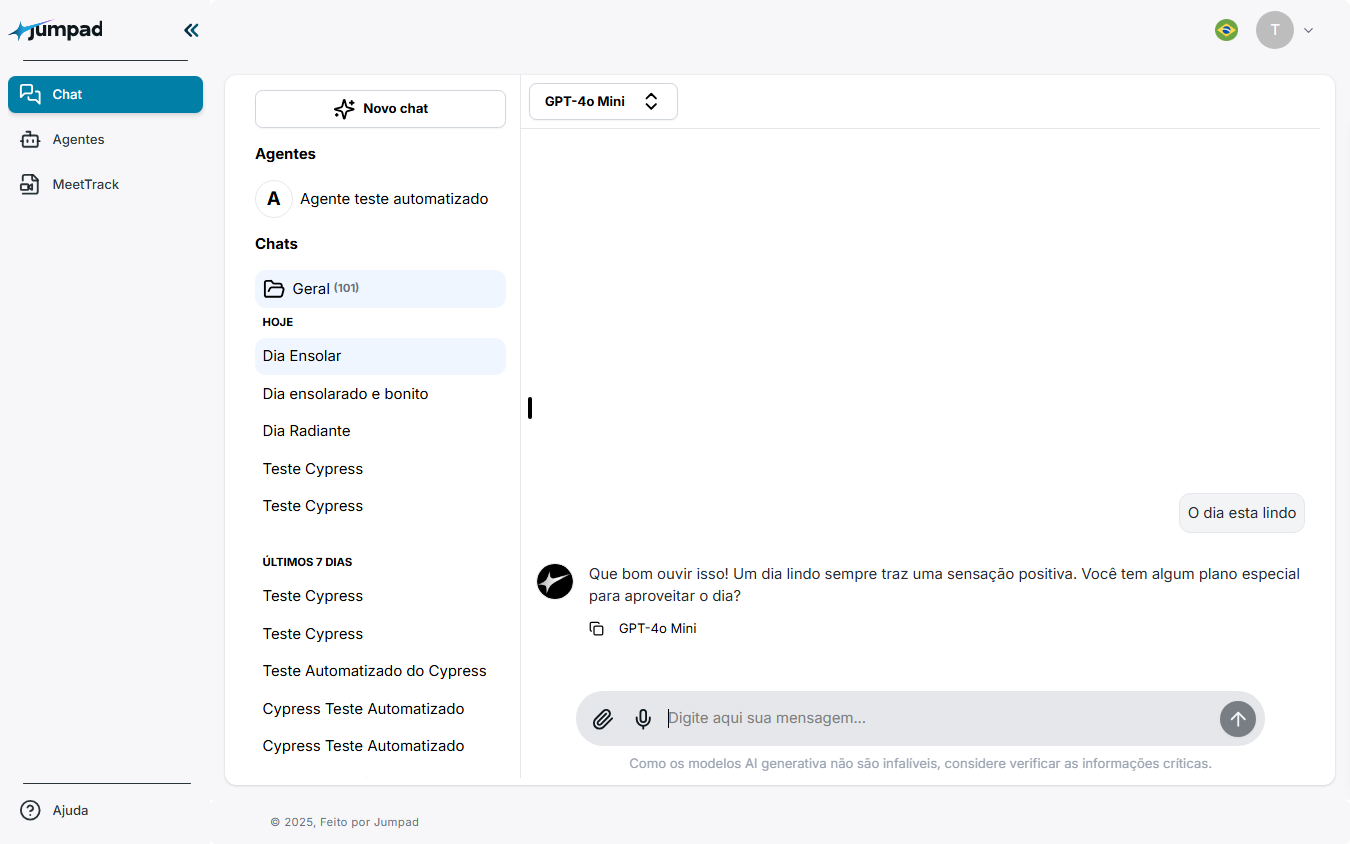 jumpad
Chat
Agentes
MeetTrack
Ajuda
T
Novo chat
Agentes
A
Agente teste automatizado
Chats
Geral (101)
HOJE
Dia Ensolar
Dia ensolarado e bonito
Dia Radiante
Teste Cypress
Teste Cypress
ÚLTIMOS 7 DIAS
Teste Cypress
Teste Cypress
Teste Automatizado do Cypress
Cypress Teste Automatizado
Cypress Teste Automatizado
GPT-4o Mini
O dia esta lindo
Que bom ouvir isso! Um dia lindo sempre traz uma sensação positiva. Você tem algum plano especial
para aproveitar o dia?
GPT-4o Mini
Digite aqui sua mensagem...
Como os modelos AI generativa não são infalíveis, considere verificar as informações críticas.
© 2025, Feito por Jumpad